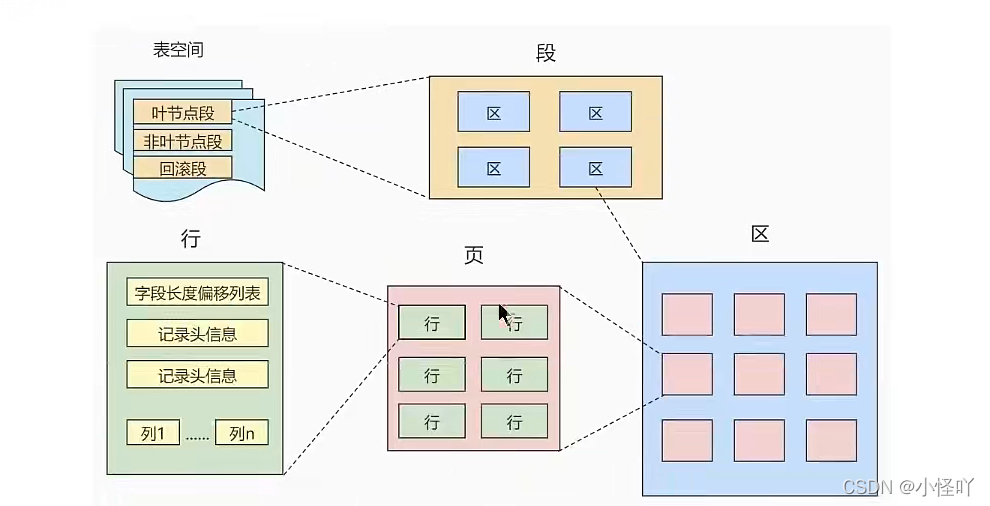 表空间
叶节点段
非叶节点段
回滚段
段
区 区
区 区
行
字段长度偏移列表
记录头信息
记录头信息
列1 ...... 列n
页
行 行
行 行
行 行
区
CSDN @小怪吖